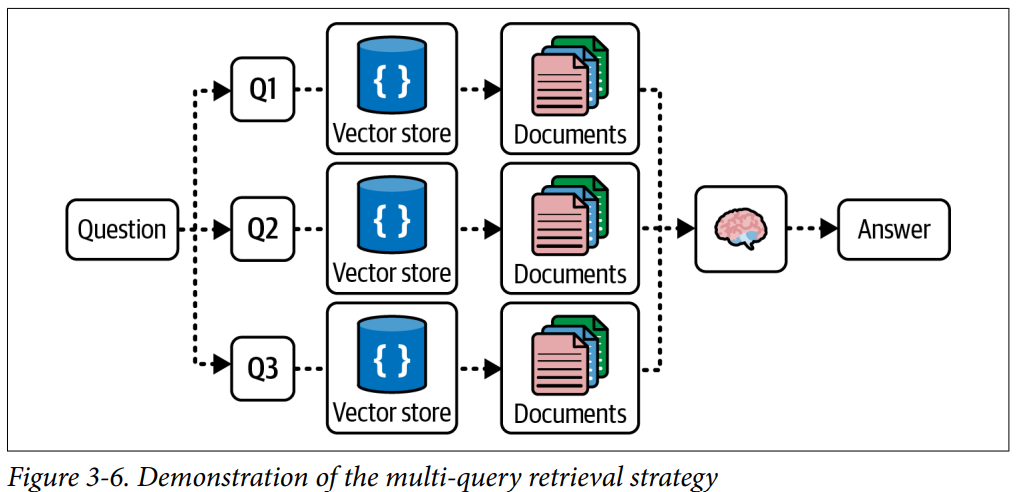 Q1
{ }
Vector store
Documents
Question
Q2
{ }
Vector store
Documents
Answer
Q3
{ }
Vector store
Documents
Figure 3-6. Demonstration of the multi-query retrieval strategy